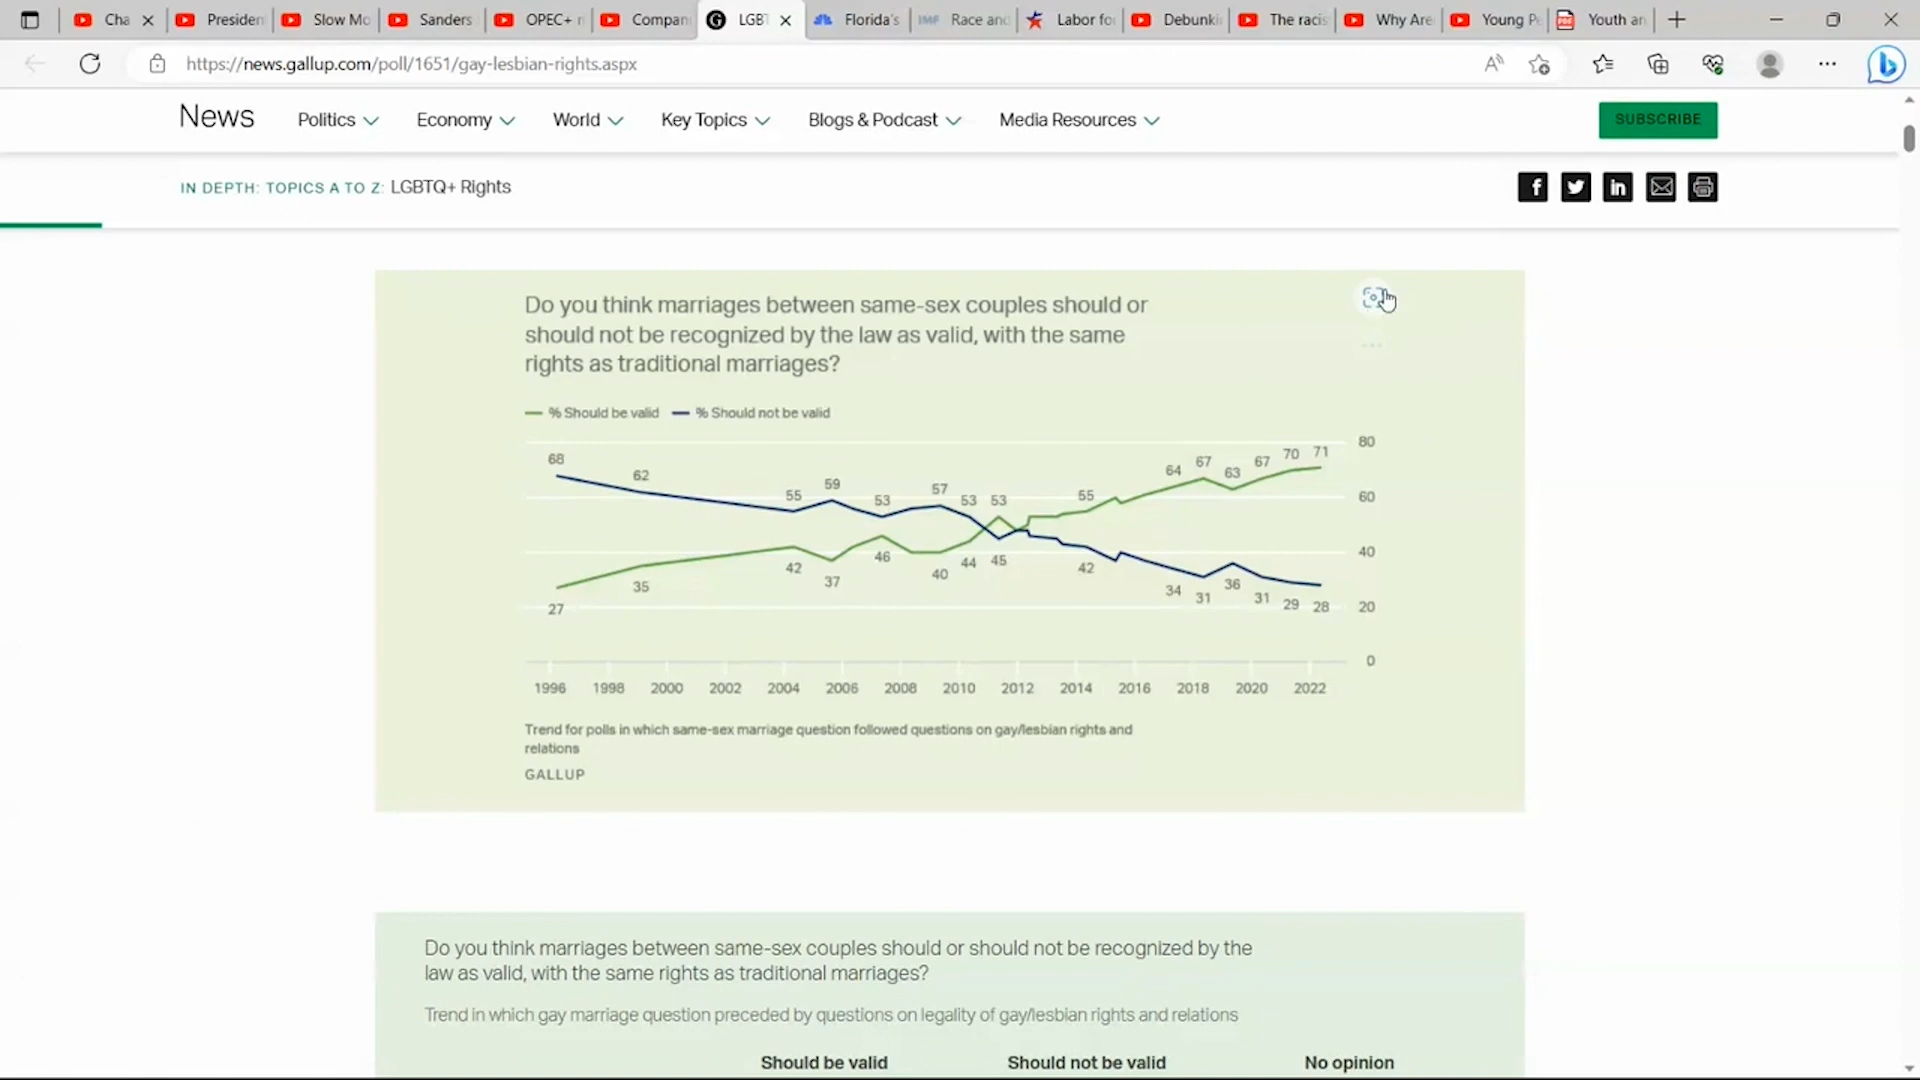 Cha
Presiden
Slow Mo
Sanders
OPEC+ n
Compan
LGBT
Florida's
IMF Race and
Labor fo
Debunki
The racis
Why Are
Young Pe
Youth an
https://news.gallup.com/poll/1651/gay-lesbian-rights.aspx
News
Politics
Economy
World
Key Topics
Blogs & Podcast
Media Resources
SUBSCRIBE
IN DEPTH: TOPICS A TO Z: LGBTQ+ Rights
Do you think marriages between same-sex couples should or
should not be recognized by the law as valid, with the same
rights as traditional marriages?
% Should be valid % Should not be valid
80
68 62 55 59 53 57 53 53 55 64 67 63 67 70 71
60
40
27 35 42 37 46 40 44 45 42 34 31 36 31 29 28
20
0
1996 1998 2000 2002 2004 2006 2008 2010 2012 2014 2016 2018 2020 2022
Trend for polls in which same-sex marriage question followed questions on gay/lesbian rights and
relations
GALLUP
Do you think marriages between same-sex couples should or should not be recognized by the
law as valid, with the same rights as traditional marriages?
Trend in which gay marriage question preceded by questions on legality of gay/lesbian rights and relations
Should be valid Should not be valid No opinion